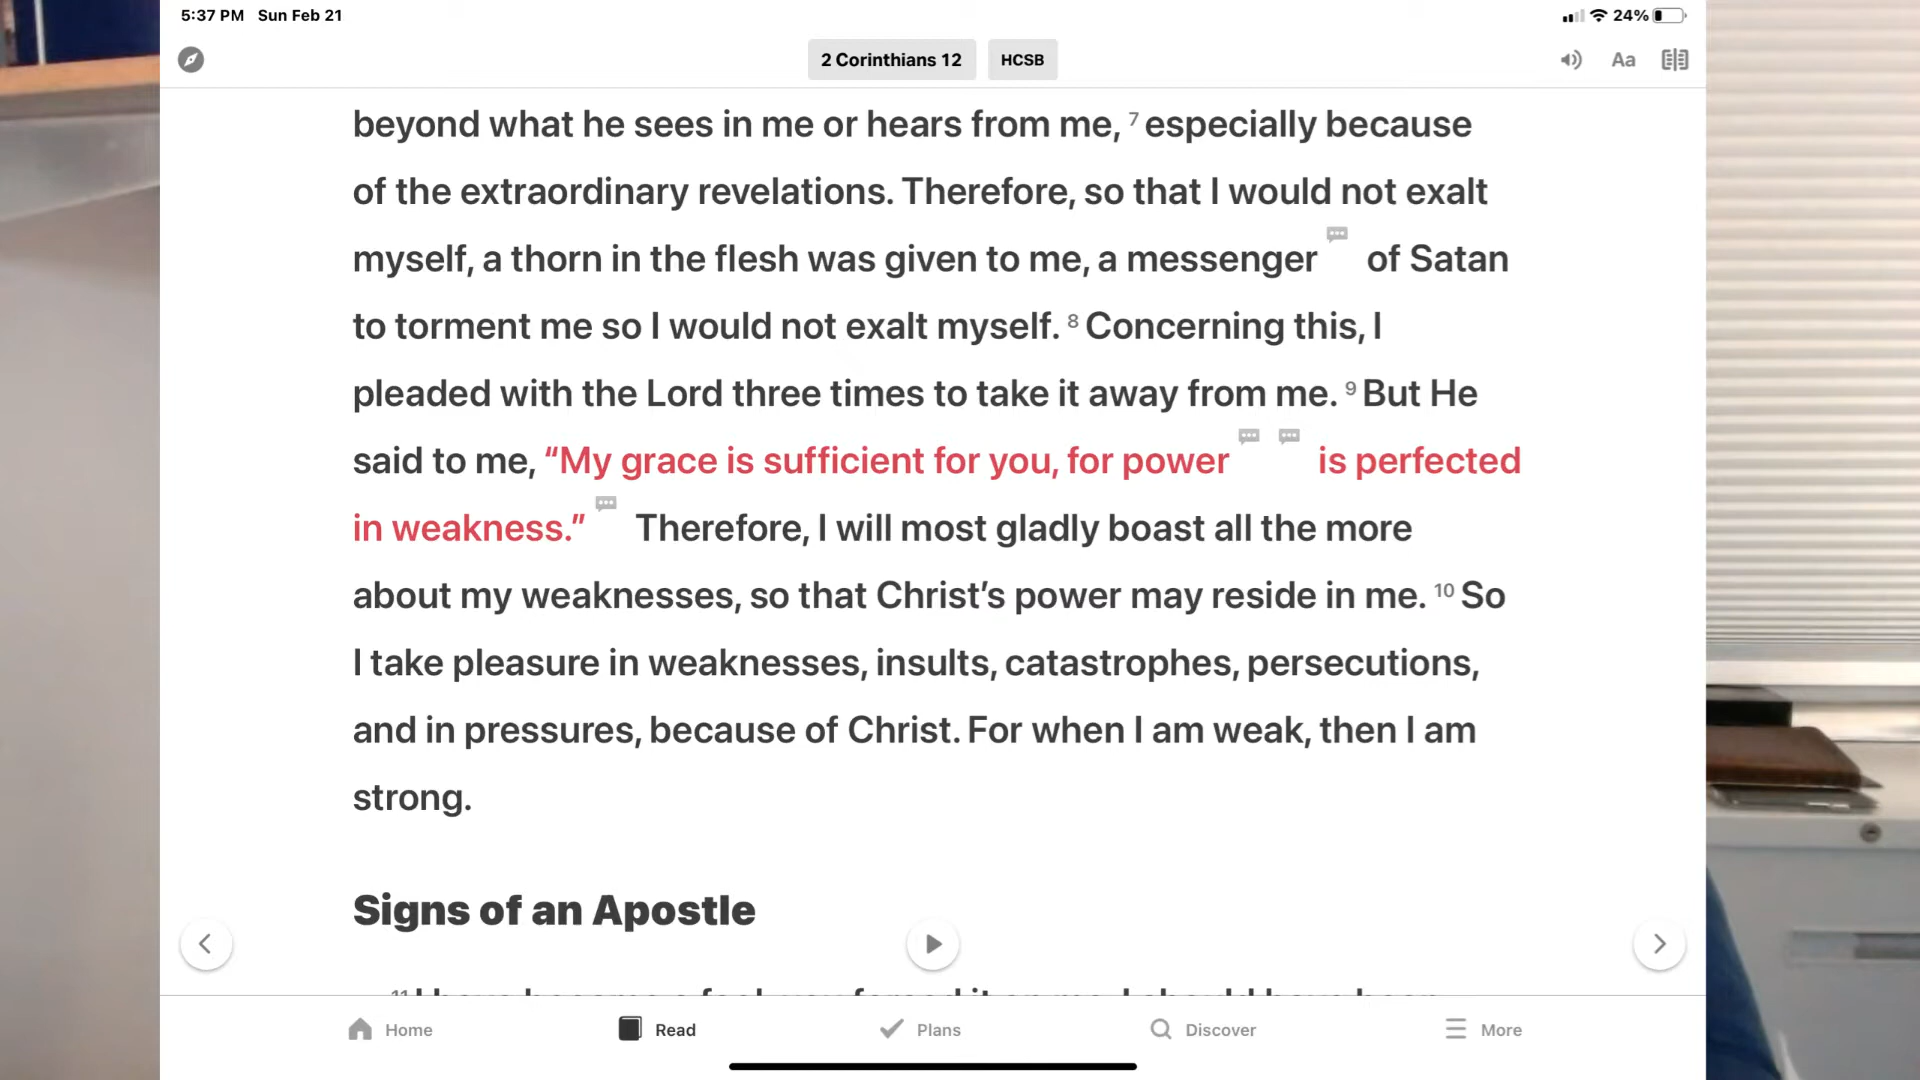 5:37 PM Sun Feb 21 24%
2 Corinthians 12 HCSB Aa
beyond what he sees in me or hears from me, 7 especially because
of the extraordinary revelations. Therefore, so that I would not exalt
myself, a thorn in the flesh was given to me, a messenger of Satan
to torment me so I would not exalt myself. 8 Concerning this, I
pleaded with the Lord three times to take it away from me. 9 But He
said to me, “My grace is sufficient for you, for power is perfected
in weakness.” Therefore, I will most gladly boast all the more
about my weaknesses, so that Christ’s power may reside in me. 10 So
I take pleasure in weaknesses, insults, catastrophes, persecutions,
and in pressures, because of Christ. For when I am weak, then I am
strong.
Signs of an Apostle
Home Read Plans Discover More